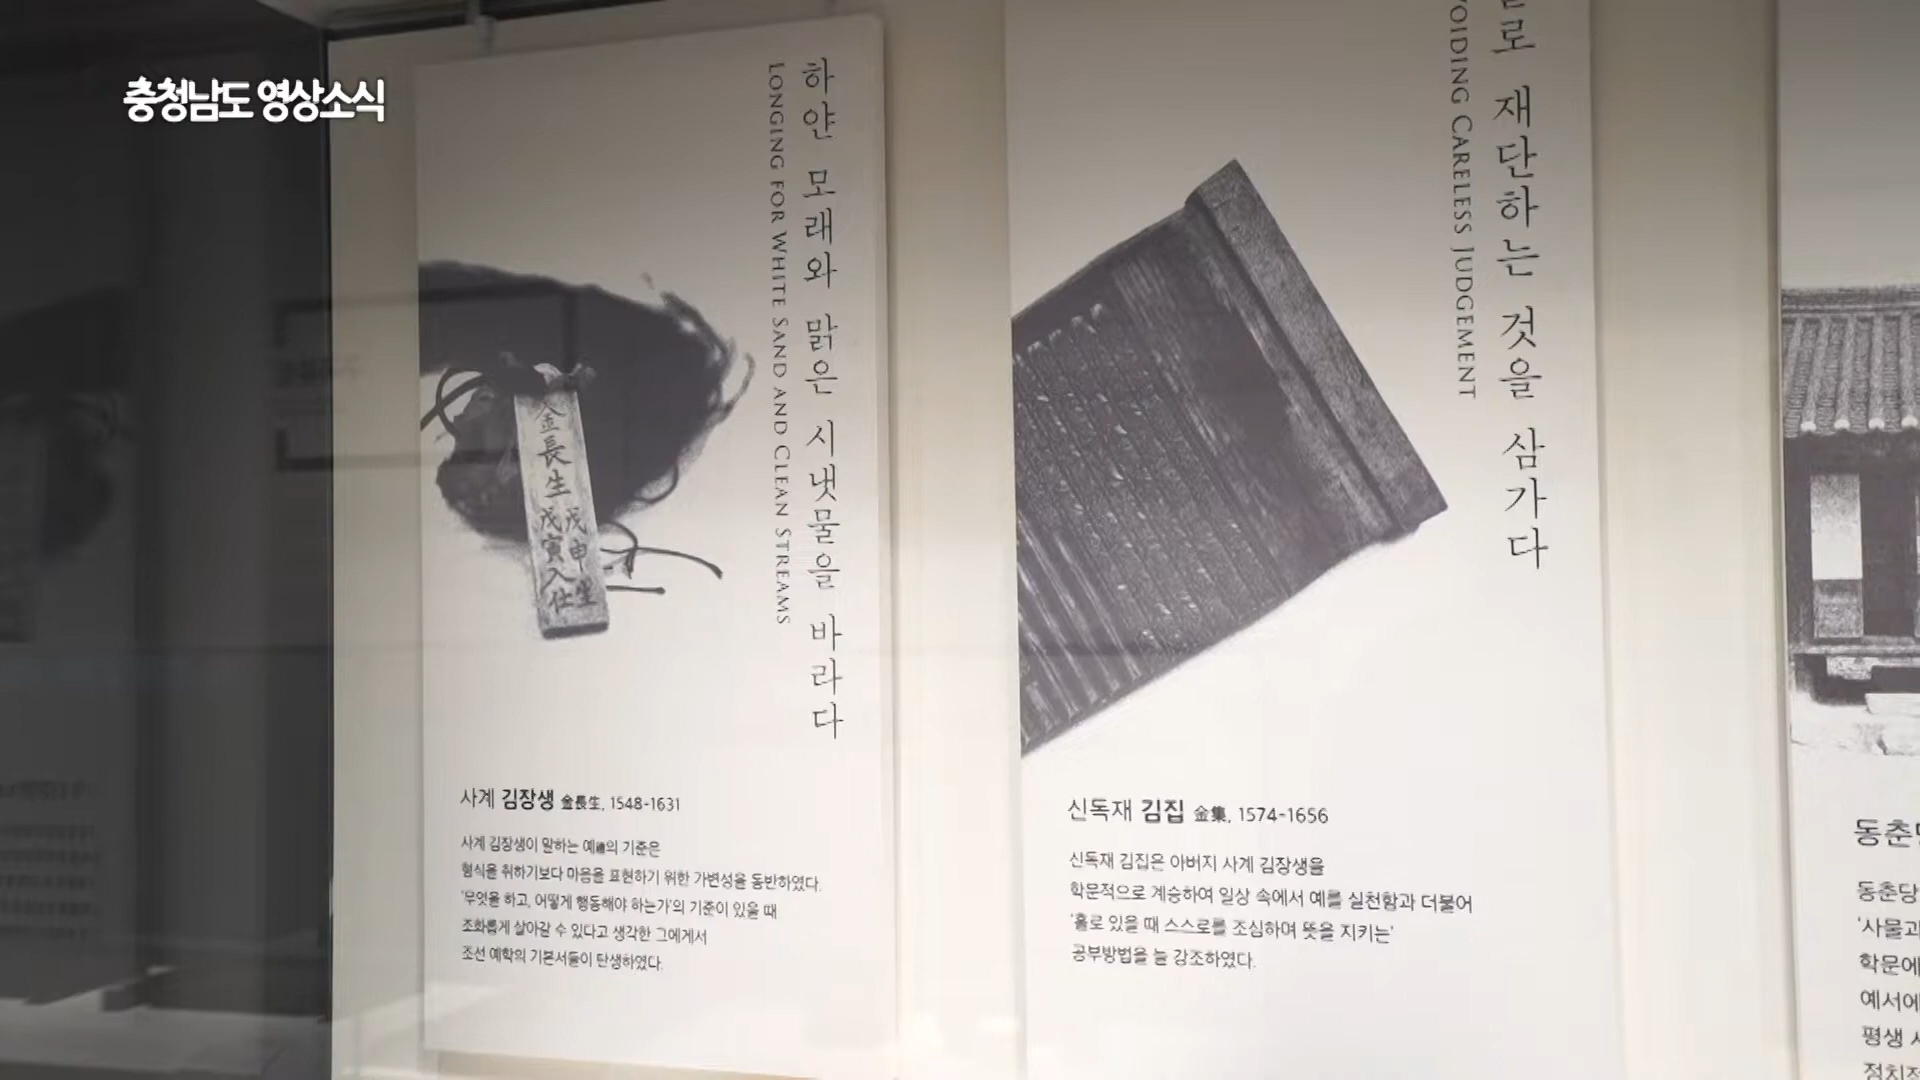 충청남도 영상소식
하얀 모래와 맑은 시냇물을 바라다
LONGING FOR WHITE SAND AND CLEAN STREAMS
金長生
戊申生
戊寅入仕
사계 김장생 金長生, 1548-1631
사계 김장생이 말하는 예禮의 기준은
형식을 취하기보다 마음을 표현하기 위한 가변성을 동반하였다.
'무엇을 하고, 어떻게 행동해야 하는가'의 기준이 있을 때
조화롭게 살아갈 수 있다고 생각한 그에게서
조선 예학의 기본서들이 탄생하였다.
로 재단하는 것을 삼가다
VOIDING CARELESS JUDGEMENT
신독재 김집 金集, 1574-1656
신독재 김집은 아버지 사계 김장생을
학문적으로 계승하여 일상 속에서 예를 실천함과 더불어
'홀로 있을 때 스스로를 조심하며 뜻을 지키는'
공부방법을 늘 강조하였다.
동춘당
동춘당
'사물과
학문에
예서에
평생
정치적